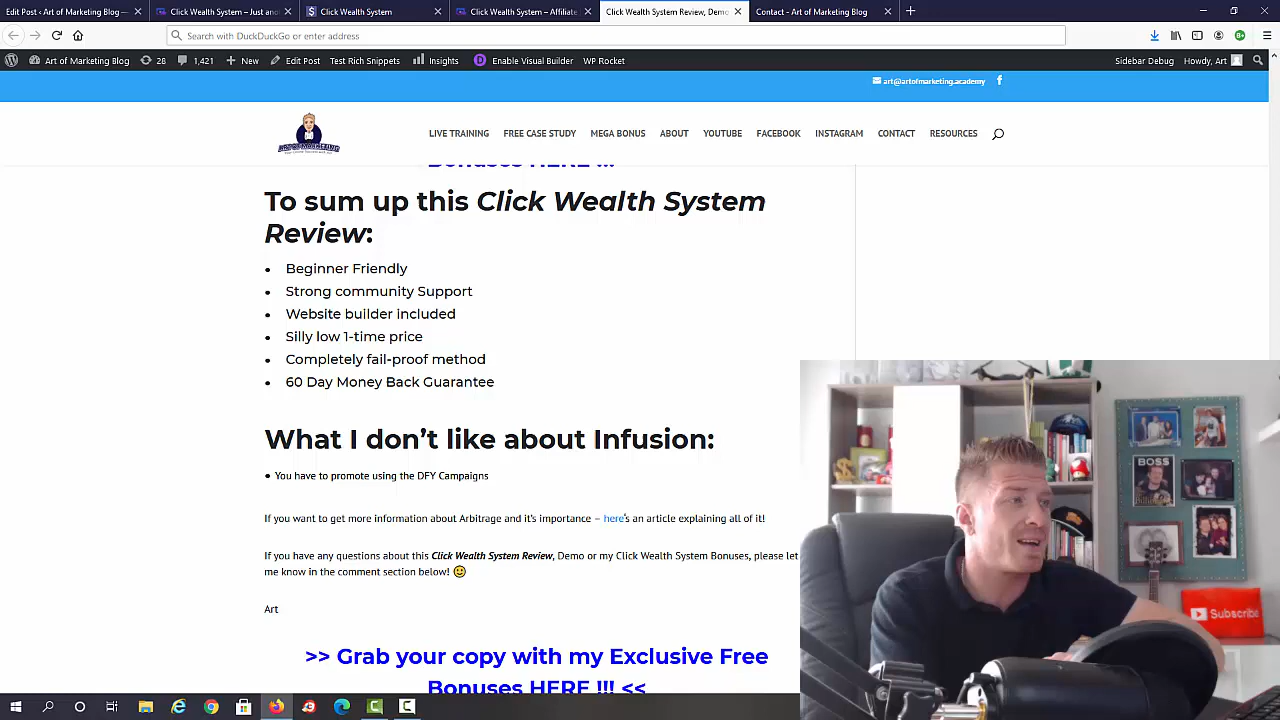 Edit Post ‹ Art of Marketing Blog —
Click Wealth System – Just ano
Click Wealth System
Click Wealth System – Affiliate
Click Wealth System Review, Demo
Contact - Art of Marketing Blog
Search with DuckDuckGo or enter address
Art of Marketing Blog
28
1,421
New
Edit Post
Test Rich Snippets
Insights
Enable Visual Builder
WP Rocket
Sidebar Debug
Howdy, Art
art@artofmarketing.academy
ART OF MARKETING
LIVE TRAINING
FREE CASE STUDY
MEGA BONUS
ABOUT
YOUTUBE
FACEBOOK
INSTAGRAM
CONTACT
RESOURCES
Bonuses HERE !!!
To sum up this Click Wealth System
Review:
• Beginner Friendly
• Strong community Support
• Website builder included
• Silly low 1-time price
• Completely fail-proof method
• 60 Day Money Back Guarantee
What I don’t like about Infusion:
• You have to promote using the DFY Campaigns
If you want to get more information about Arbitrage and it’s importance – here’s an article explaining all of it!
If you have any questions about this Click Wealth System Review, Demo or my Click Wealth System Bonuses, please let
me know in the comment section below! 🙂
Art
>> Grab your copy with my Exclusive Free
Bonuses HERE !!! <<
BOSS
Subscribe